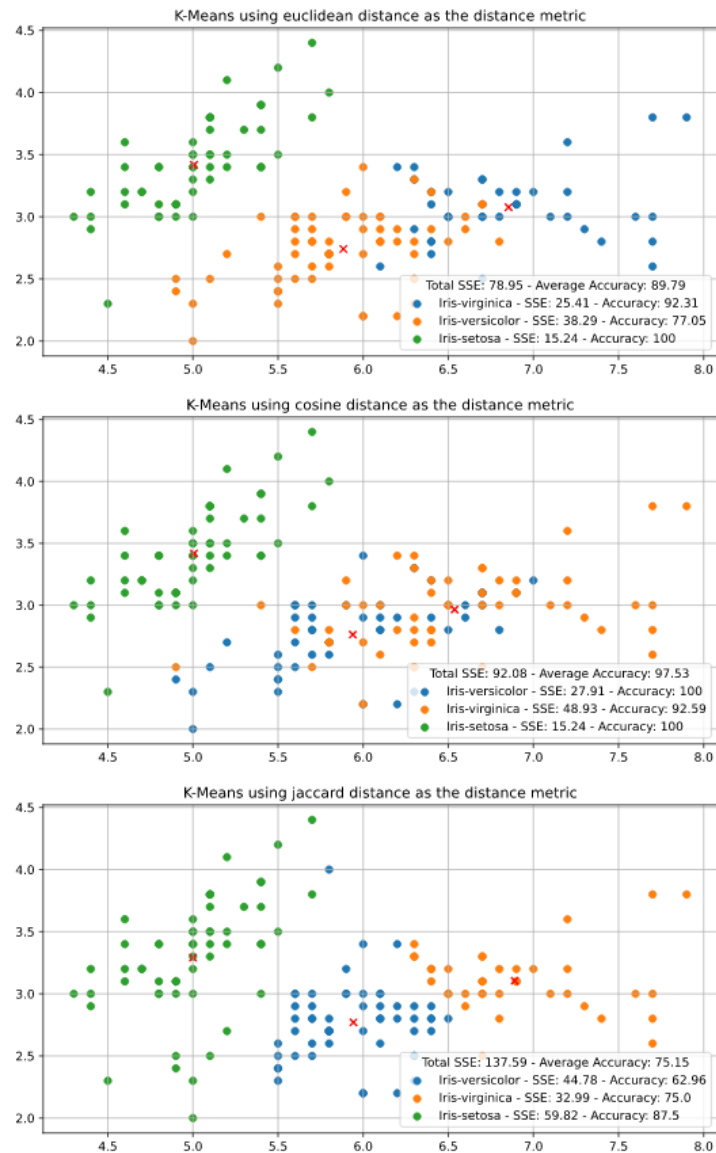 K-Means using euclidean distance as the distance metric
4.5
4.0
3.5
3.0
2.5
2.0
Total SSE: 78.95 - Average Accuracy: 89.79
Iris-virginica - SSE: 25.41 - Accuracy: 92.31
Iris-versicolor - SSE: 38.29 - Accuracy: 77.05
Iris-setosa - SSE: 15.24 - Accuracy: 100
4.5 5.0 5.5 6.0 6.5 7.0 7.5 8.0
K-Means using cosine distance as the distance metric
4.5
4.0
3.5
3.0
2.5
2.0
Total SSE: 92.08 - Average Accuracy: 97.53
Iris-versicolor - SSE: 27.91 - Accuracy: 100
Iris-virginica - SSE: 48.93 - Accuracy: 92.59
Iris-setosa - SSE: 15.24 - Accuracy: 100
4.5 5.0 5.5 6.0 6.5 7.0 7.5 8.0
K-Means using jaccard distance as the distance metric
4.5
4.0
3.5
3.0
2.5
2.0
Total SSE: 137.59 - Average Accuracy: 75.15
Iris-versicolor - SSE: 44.78 - Accuracy: 62.96
Iris-virginica - SSE: 32.99 - Accuracy: 75.0
Iris-setosa - SSE: 59.82 - Accuracy: 87.5
4.5 5.0 5.5 6.0 6.5 7.0 7.5 8.0